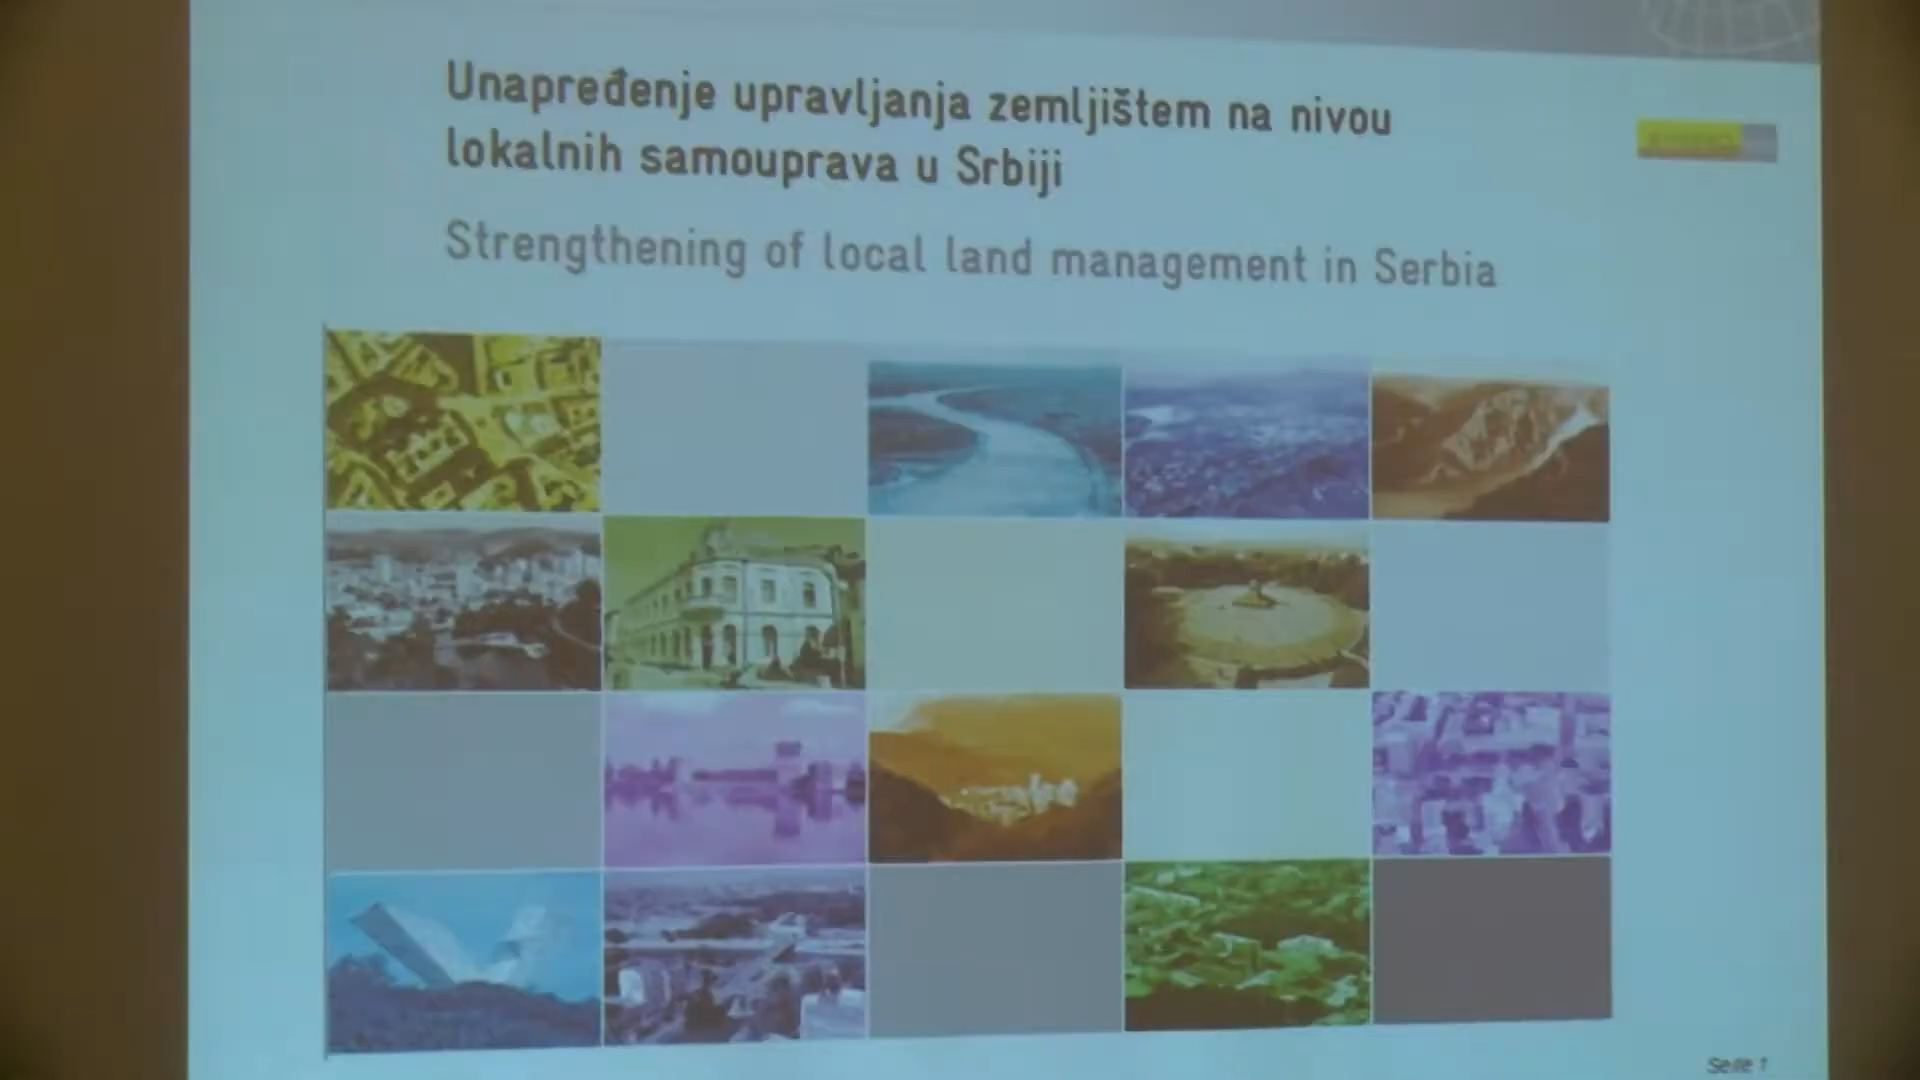 Unapređenje upravljanja zemljištem na nivou
lokalnih samouprava u Srbiji
Strengthening of local land management in Serbia
Seite 1